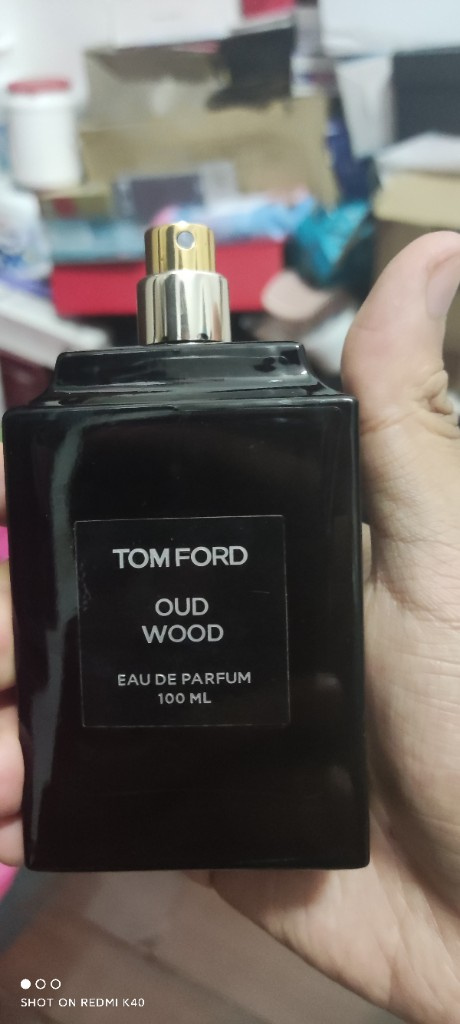 TOM FORD
OUD
WOOD
EAU DE PARFUM
100 ML
SHOT ON REDMI K40